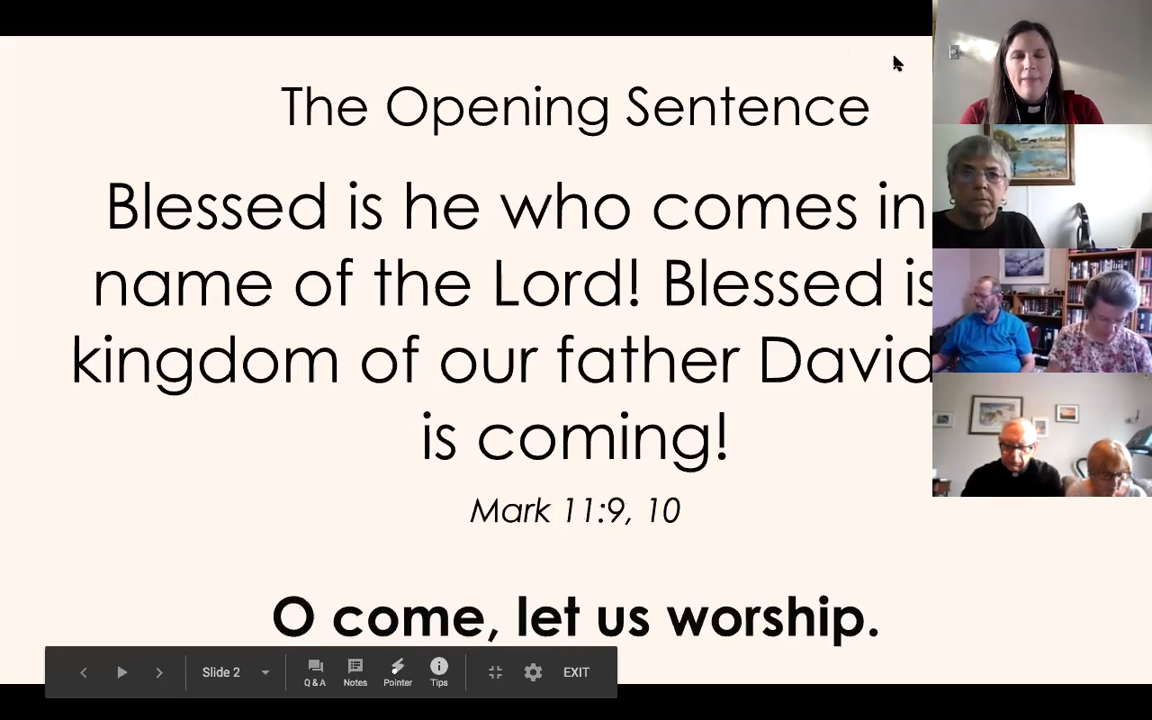 The Opening Sentence
Blessed is he who comes in
name of the Lord! Blessed is
kingdom of our father David
is coming!
Mark 11:9, 10
O come, let us worship.
Slide 2
Q & A
Notes
Pointer
Tips
EXIT